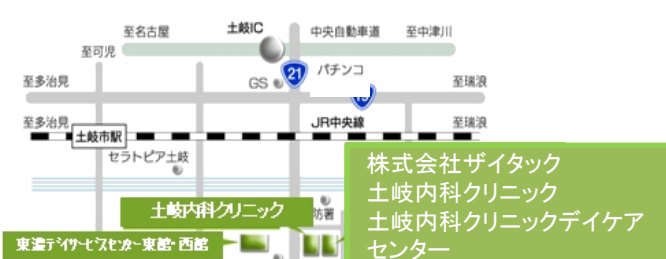 至名古屋
土岐IC
中央自動車道
至中津川
至可児
至多治見
GS
21
パチンコ
至瑞浪
19
至多治見
土岐市駅
JR中央線
至瑞浪
セラトピア土岐
土岐内科クリニック
防署
東濃デイサービスセンター東館・西館
株式会社ザイタック
土岐内科クリニック
土岐内科クリニックデイケア
センター